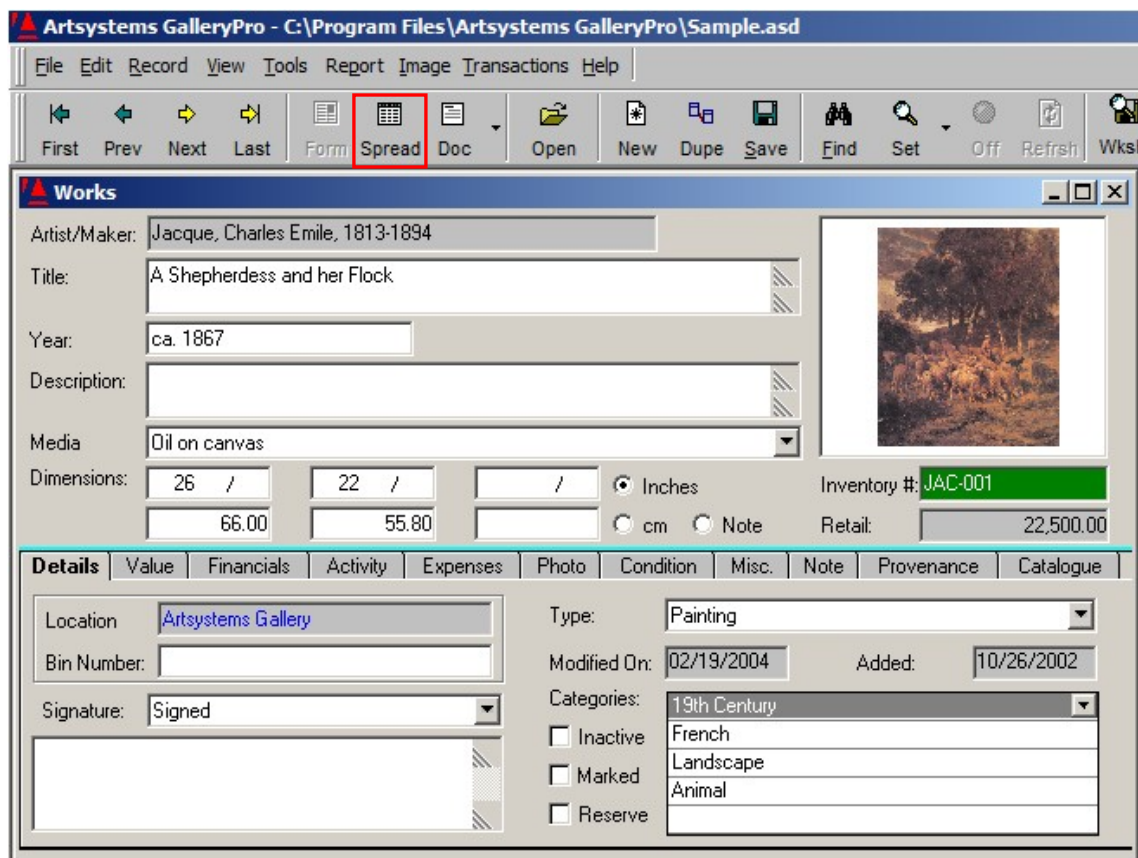 Artsystems GalleryPro - C:\Program Files\Artsystems GalleryPro\Sample.asd
File Edit Record View Tools Report Image Transactions Help
First Prev Next Last Form Spread Doc Open New Dupe Save Find Set Off Refrsh Wksh
Works
Artist/Maker: Jacque, Charles Emile, 1813-1894
Title: A Shepherdess and her Flock
Year: ca. 1867
Description:
Media Oil on canvas
Dimensions: 26 / 22 / / Inches Inventory #: JAC-001
66.00 55.80 cm Note Retail: 22,500.00
Details Value Financials Activity Expenses Photo Condition Misc. Note Provenance Catalogue
Location Artsystems Gallery Type: Painting
Bin Number: Modified On: 02/19/2004 Added: 10/26/2002
Signature: Signed Categories: 19th Century
Inactive French
Landscape
Marked Animal
Reserve